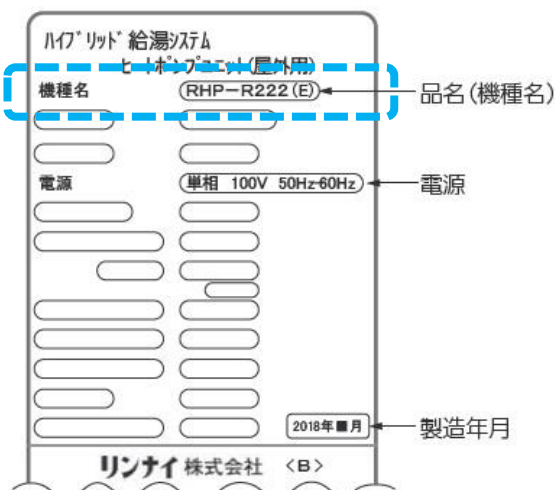 ハイブリッド給湯システム
ヒートポンプユニット(屋外用)
機種名 RHP-R222(E) 品名(機種名)
電源 単相 100V 50Hz-60Hz 電源
2018年■月 製造年月
リンナイ株式会社 <B>